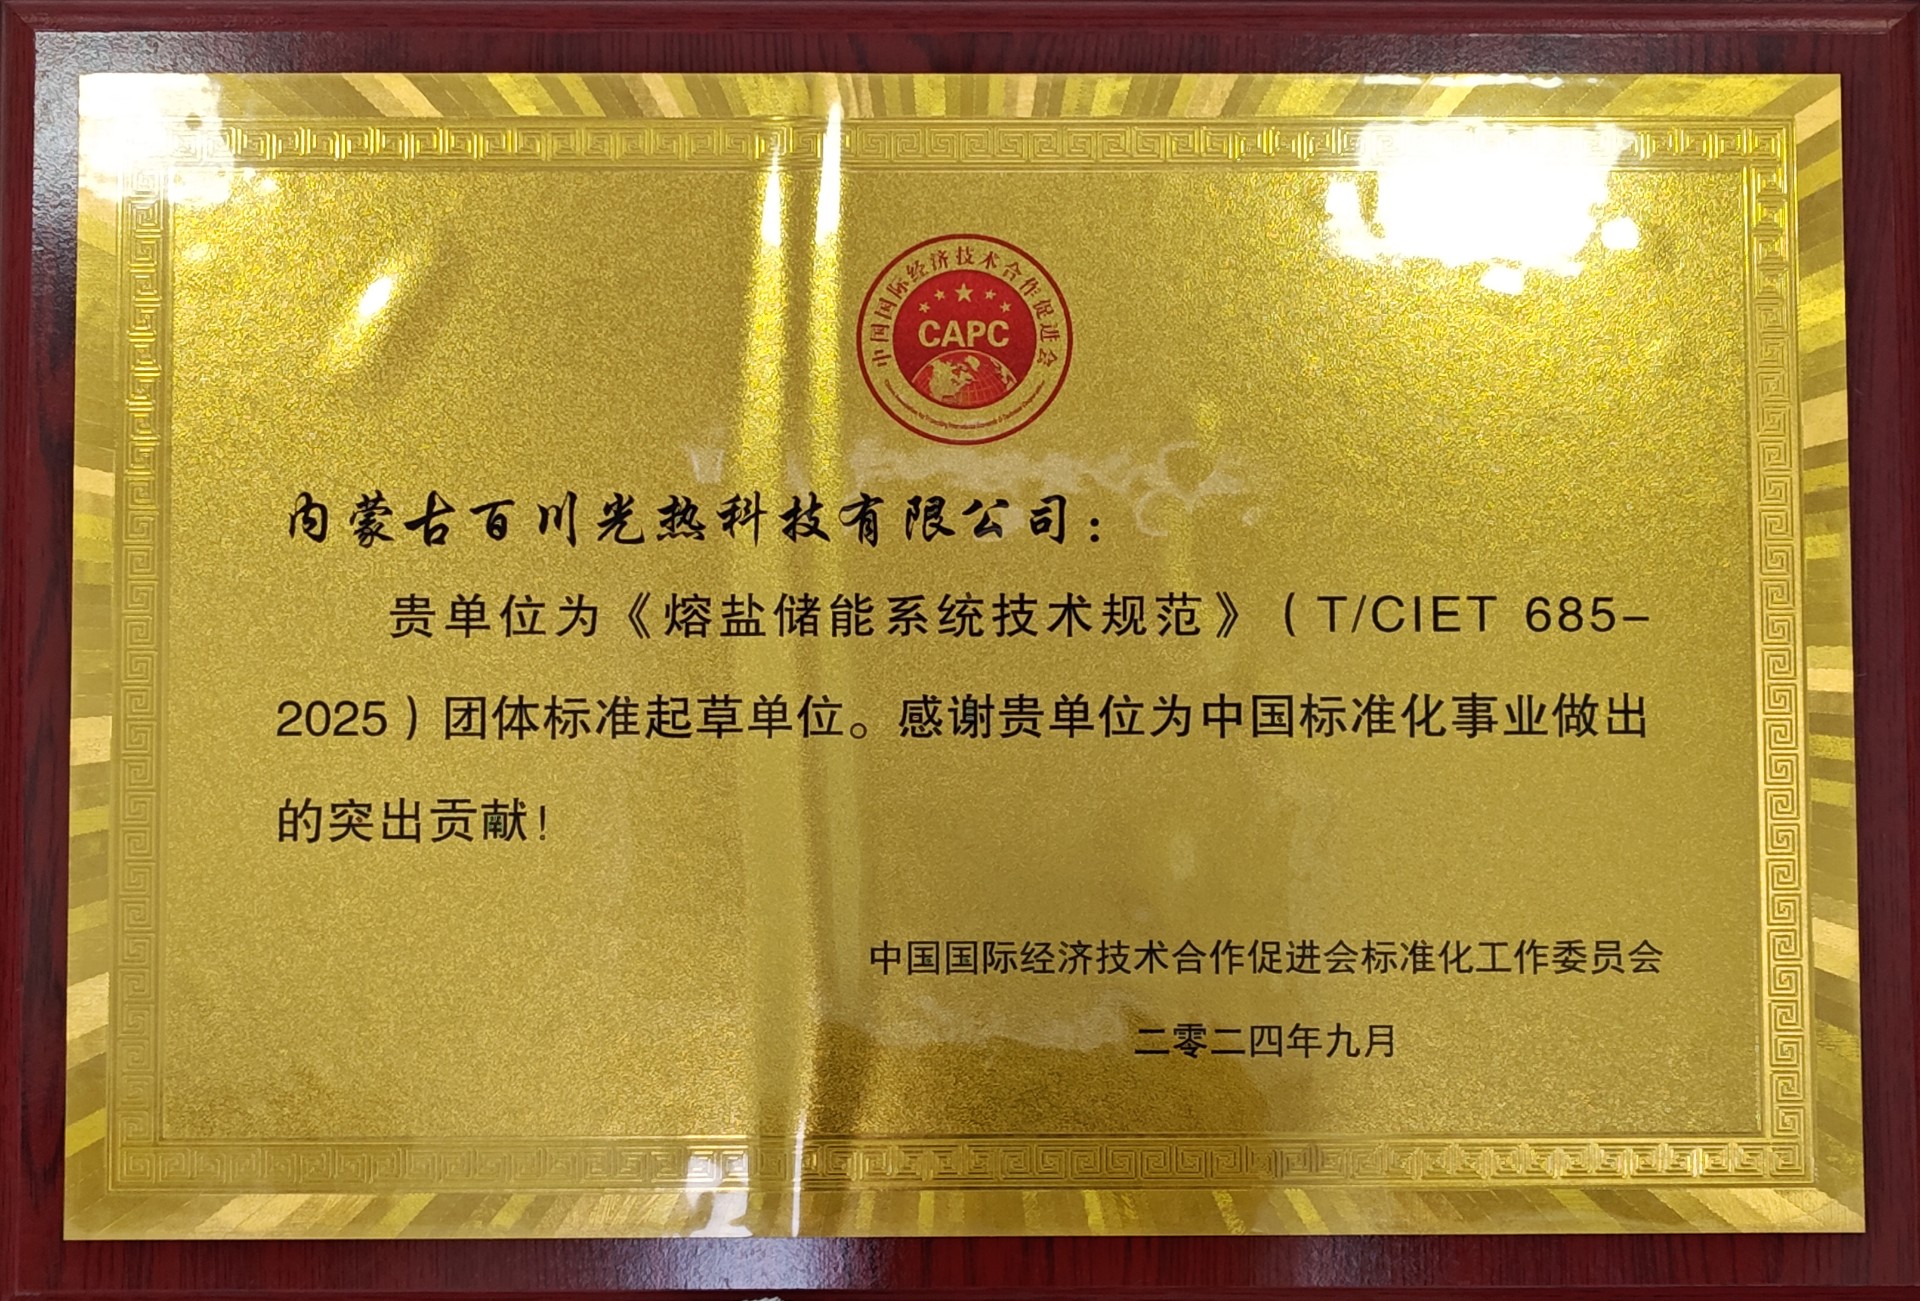 中国国际经济技术合作促进会
CAPC
内蒙古百川光热科技有限公司：
贵单位为《熔盐储能系统技术规范》（T/CIET 685-
2025）团体标准起草单位。感谢贵单位为中国标准化事业做出
的突出贡献！
中国国际经济技术合作促进会标准化工作委员会
二零二四年九月